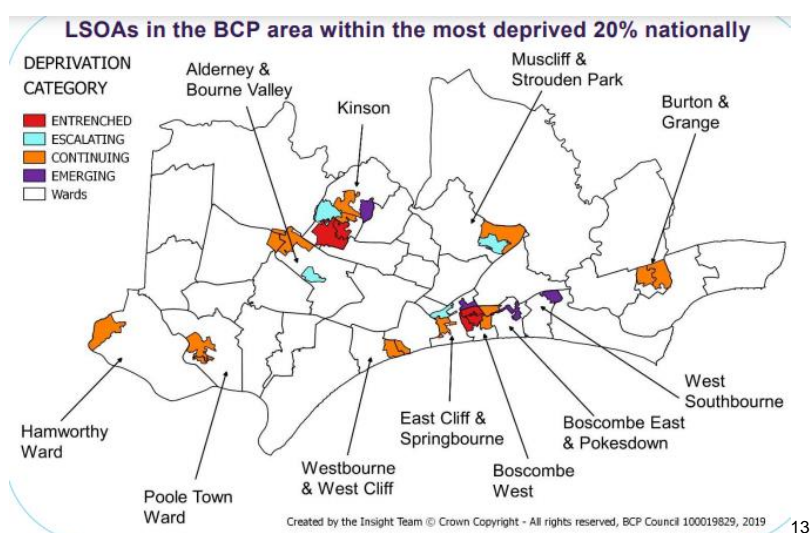 LSOAs in the BCP area within the most deprived 20% nationally
DEPRIVATION
CATEGORY
ENTRENCHED
ESCALATING
CONTINUING
EMERGING
Wards
Alderney &
Bourne Valley
Kinson
Muscliff &
Strouden Park
Burton &
Grange
Hamworthy
Ward
Poole Town
Ward
Westbourne
& West Cliff
East Cliff &
Springbourne
Boscombe
West
Boscombe East
& Pokesdown
West
Southbourne
Created by the Insight Team © Crown Copyright - All rights reserved, BCP Council 100019829, 2019
13